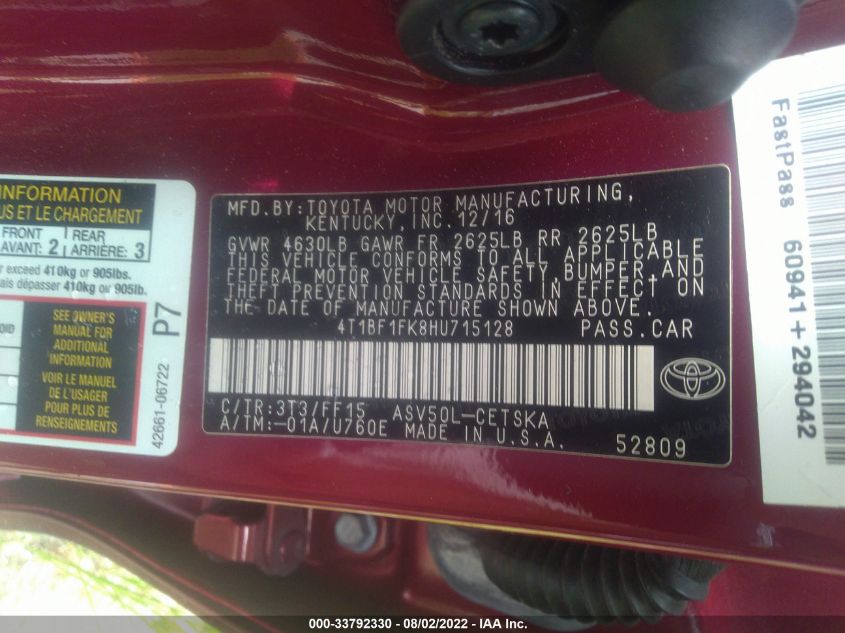 INFORMATION
US ET LE CHARGEMENT
FRONT
AVANT: 2
REAR
ARRIÈRE: 3
r exceed 410kg or 905lbs.
ais dépasser 410kg or 905lb.
SEE OWNER'S
MANUAL FOR
ADDITIONAL
INFORMATION
VOIR LE MANUEL
DE L'USAGER
POUR PLUS DE
RENSEIGNEMENTS
P7
42661-06722
MFD.BY:TOYOTA MOTOR MANUFACTURING,
KENTUCKY,INC.12/16
GVWR 4630LB GAWR FR 2625LB RR 2625LB
THIS VEHICLE CONFORMS TO ALL APPLICABLE
FEDERAL MOTOR VEHICLE SAFETY,BUMPER,AND
THEFT PREVENTION STANDARDS IN EFFECT ON
THE DATE OF MANUFACTURE SHOWN ABOVE.
4T1BF1FK8HU715128 PASS.CAR
C/TR:3T3/FF15 ASV50L-CETSKA
A/TM:-01A/U760E MADE IN U.S.A.
52809
FastPass 60941+294042
000-33792330 - 08/02/2022 - IAA Inc.